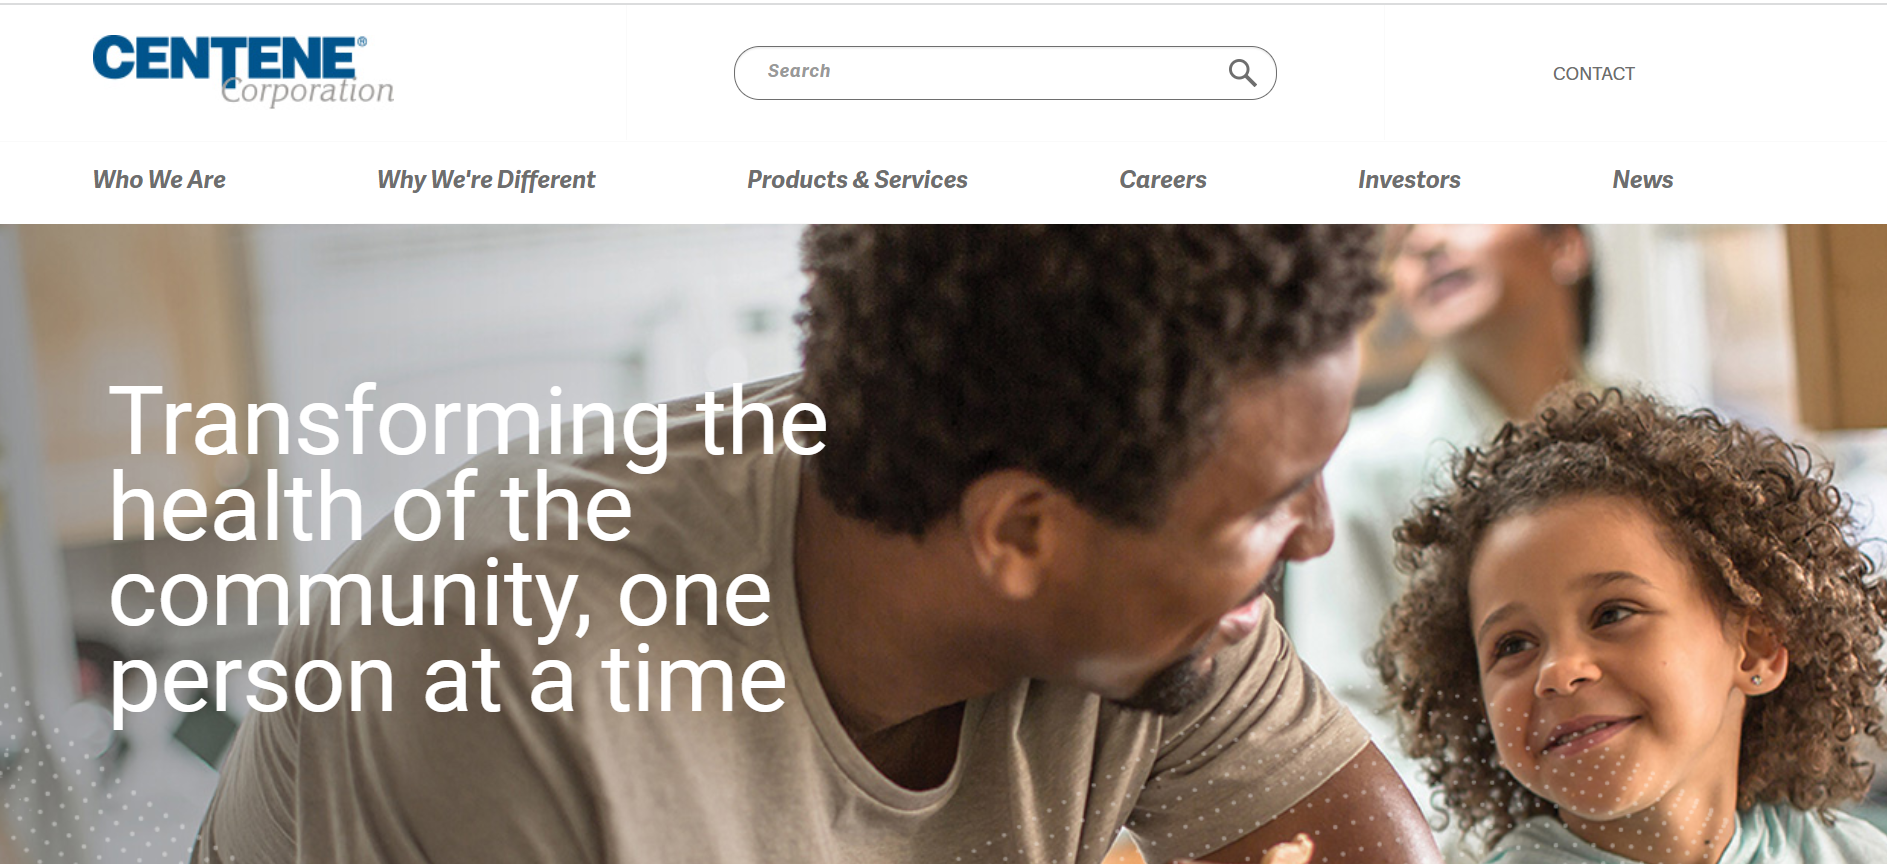 CENTENE®
Corporation
Search
CONTACT
Who We Are
Why We're Different
Products & Services
Careers
Investors
News
Transforming the
health of the
community, one
person at a time